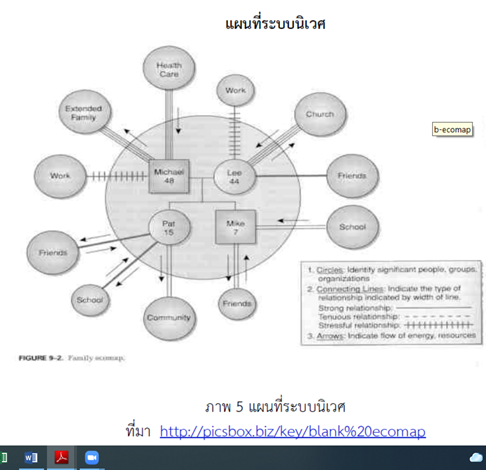 แผนที่ระบบนิเวศ
Health
Care
Work
Extended
Family
Church
b-ecomap
Work
Michael
48
Lee
44
Friends
Pat
15
Mike
7
School
Friends
School
Community
Friends
1. Circles: Identify significant people, groups,
organizations
2. Connecting Lines: Indicate the type of
relationship indicated by width of line.
Strong relationship:
Tenuous relationship:
Stressful relationship:
3. Arrows: Indicate flow of energy, resources
FIGURE 9-2. Family ecomap.
ภาพ 5 แผนที่ระบบนิเวศ
ที่มา http://picsbox.biz/key/blank%20ecomap